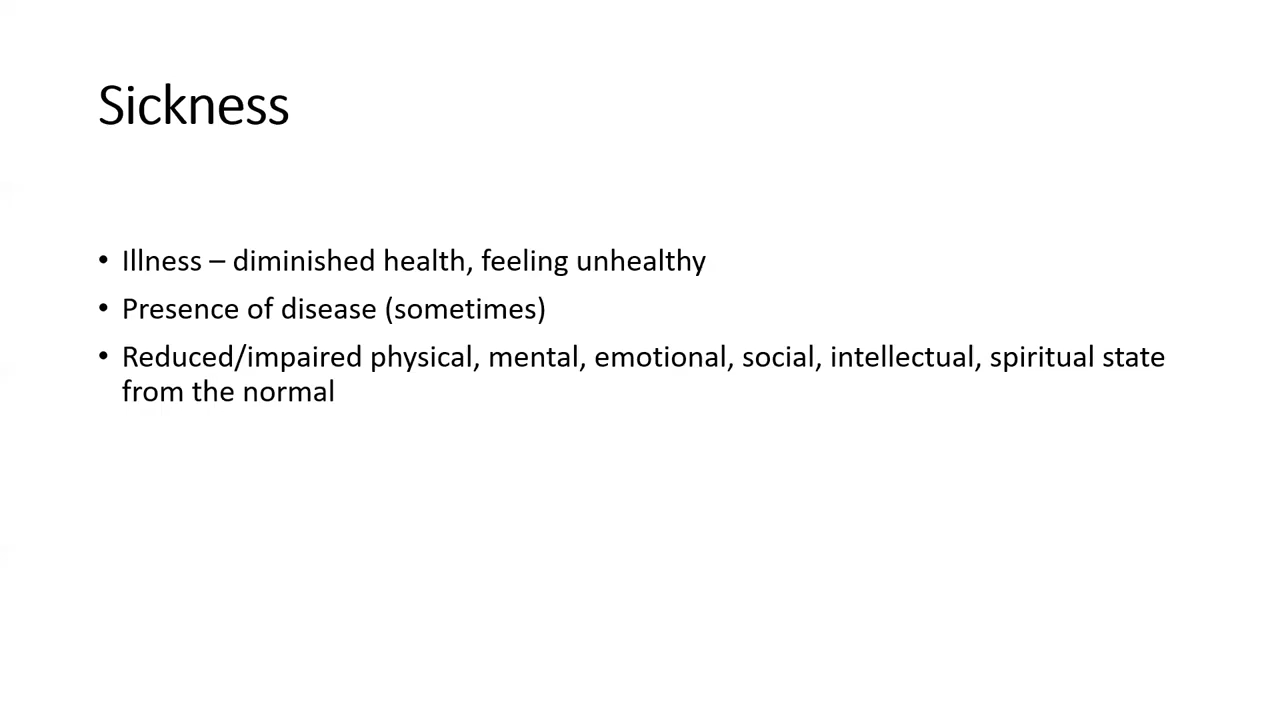 Sickness
• Illness – diminished health, feeling unhealthy
• Presence of disease (sometimes)
• Reduced/impaired physical, mental, emotional, social, intellectual, spiritual state
from the normal